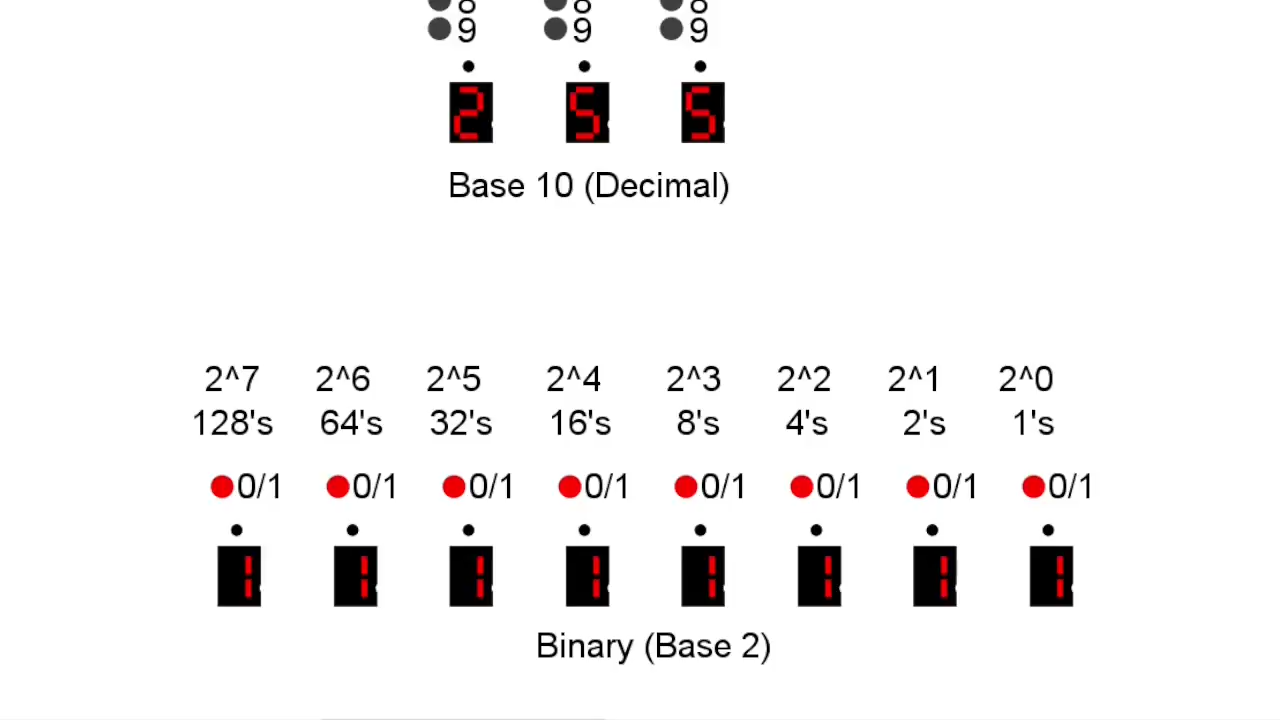 8 8 8
9 9 9
2 5 5
Base 10 (Decimal)
2^7 2^6 2^5 2^4 2^3 2^2 2^1 2^0
128's 64's 32's 16's 8's 4's 2's 1's
0/1 0/1 0/1 0/1 0/1 0/1 0/1 0/1
1 1 1 1 1 1 1 1
Binary (Base 2)